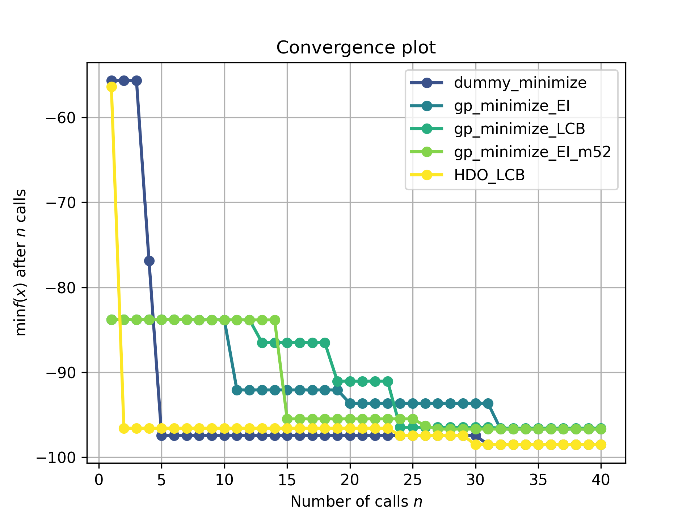 Convergence plot
dummy_minimize
gp_minimize_EI
gp_minimize_LCB
gp_minimize_EI_m52
HDO_LCB
min f(x) after n calls
−60
−70
−80
−90
−100
0 5 10 15 20 25 30 35 40
Number of calls n